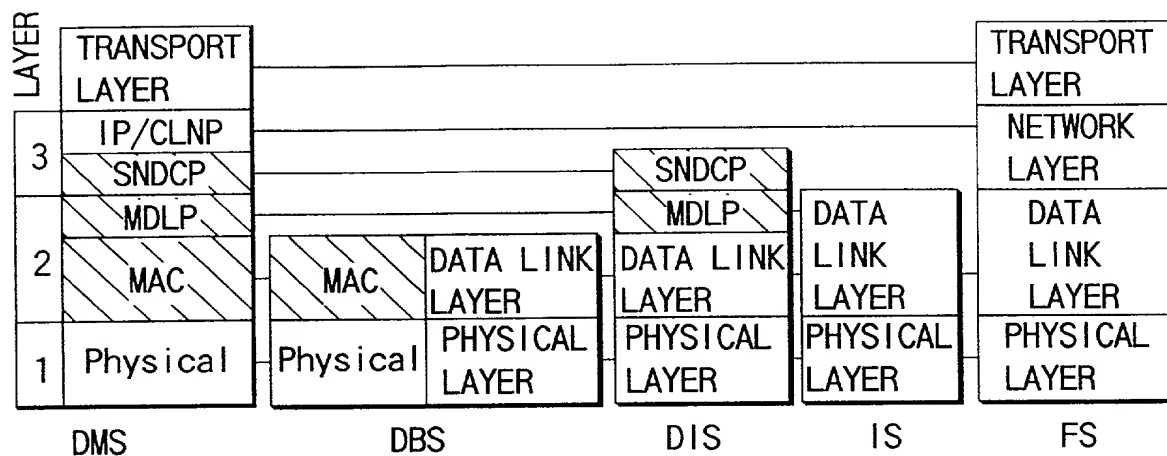 LAYER
3
2
1
TRANSPORT
LAYER
IP/CLNP
SNDCP
MDLP
MAC
Physical
DMS
MAC
Physical
DATA LINK
LAYER
PHYSICAL
LAYER
DBS
SNDCP
MDLP
DATA LINK
LAYER
PHYSICAL
LAYER
DIS
DATA
LINK
LAYER
PHYSICAL
LAYER
IS
TRANSPORT
LAYER
NETWORK
LAYER
DATA
LINK
LAYER
PHYSICAL
LAYER
FS